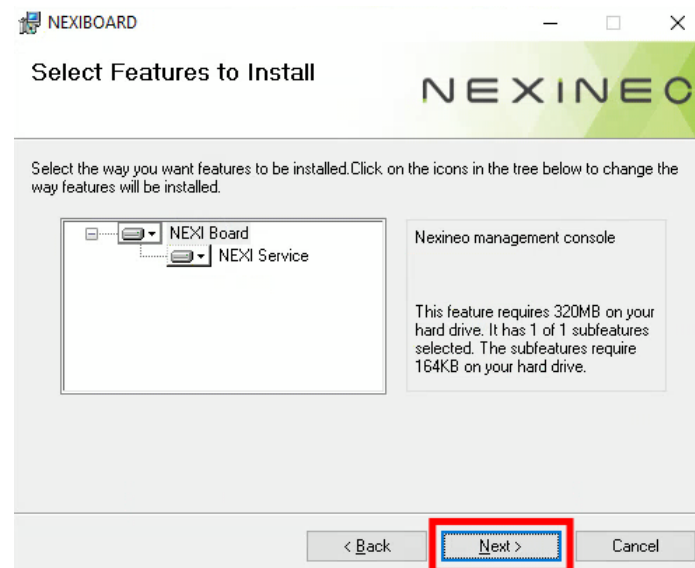 NEXIBOARD
Select Features to Install
NEXINEO
Select the way you want features to be installed.Click on the icons in the tree below to change the
way features will be installed.
NEXI Board
NEXI Service
Nexineo management console
This feature requires 320MB on your
hard drive. It has 1 of 1 subfeatures
selected. The subfeatures require
164KB on your hard drive.
< Back
Next >
Cancel